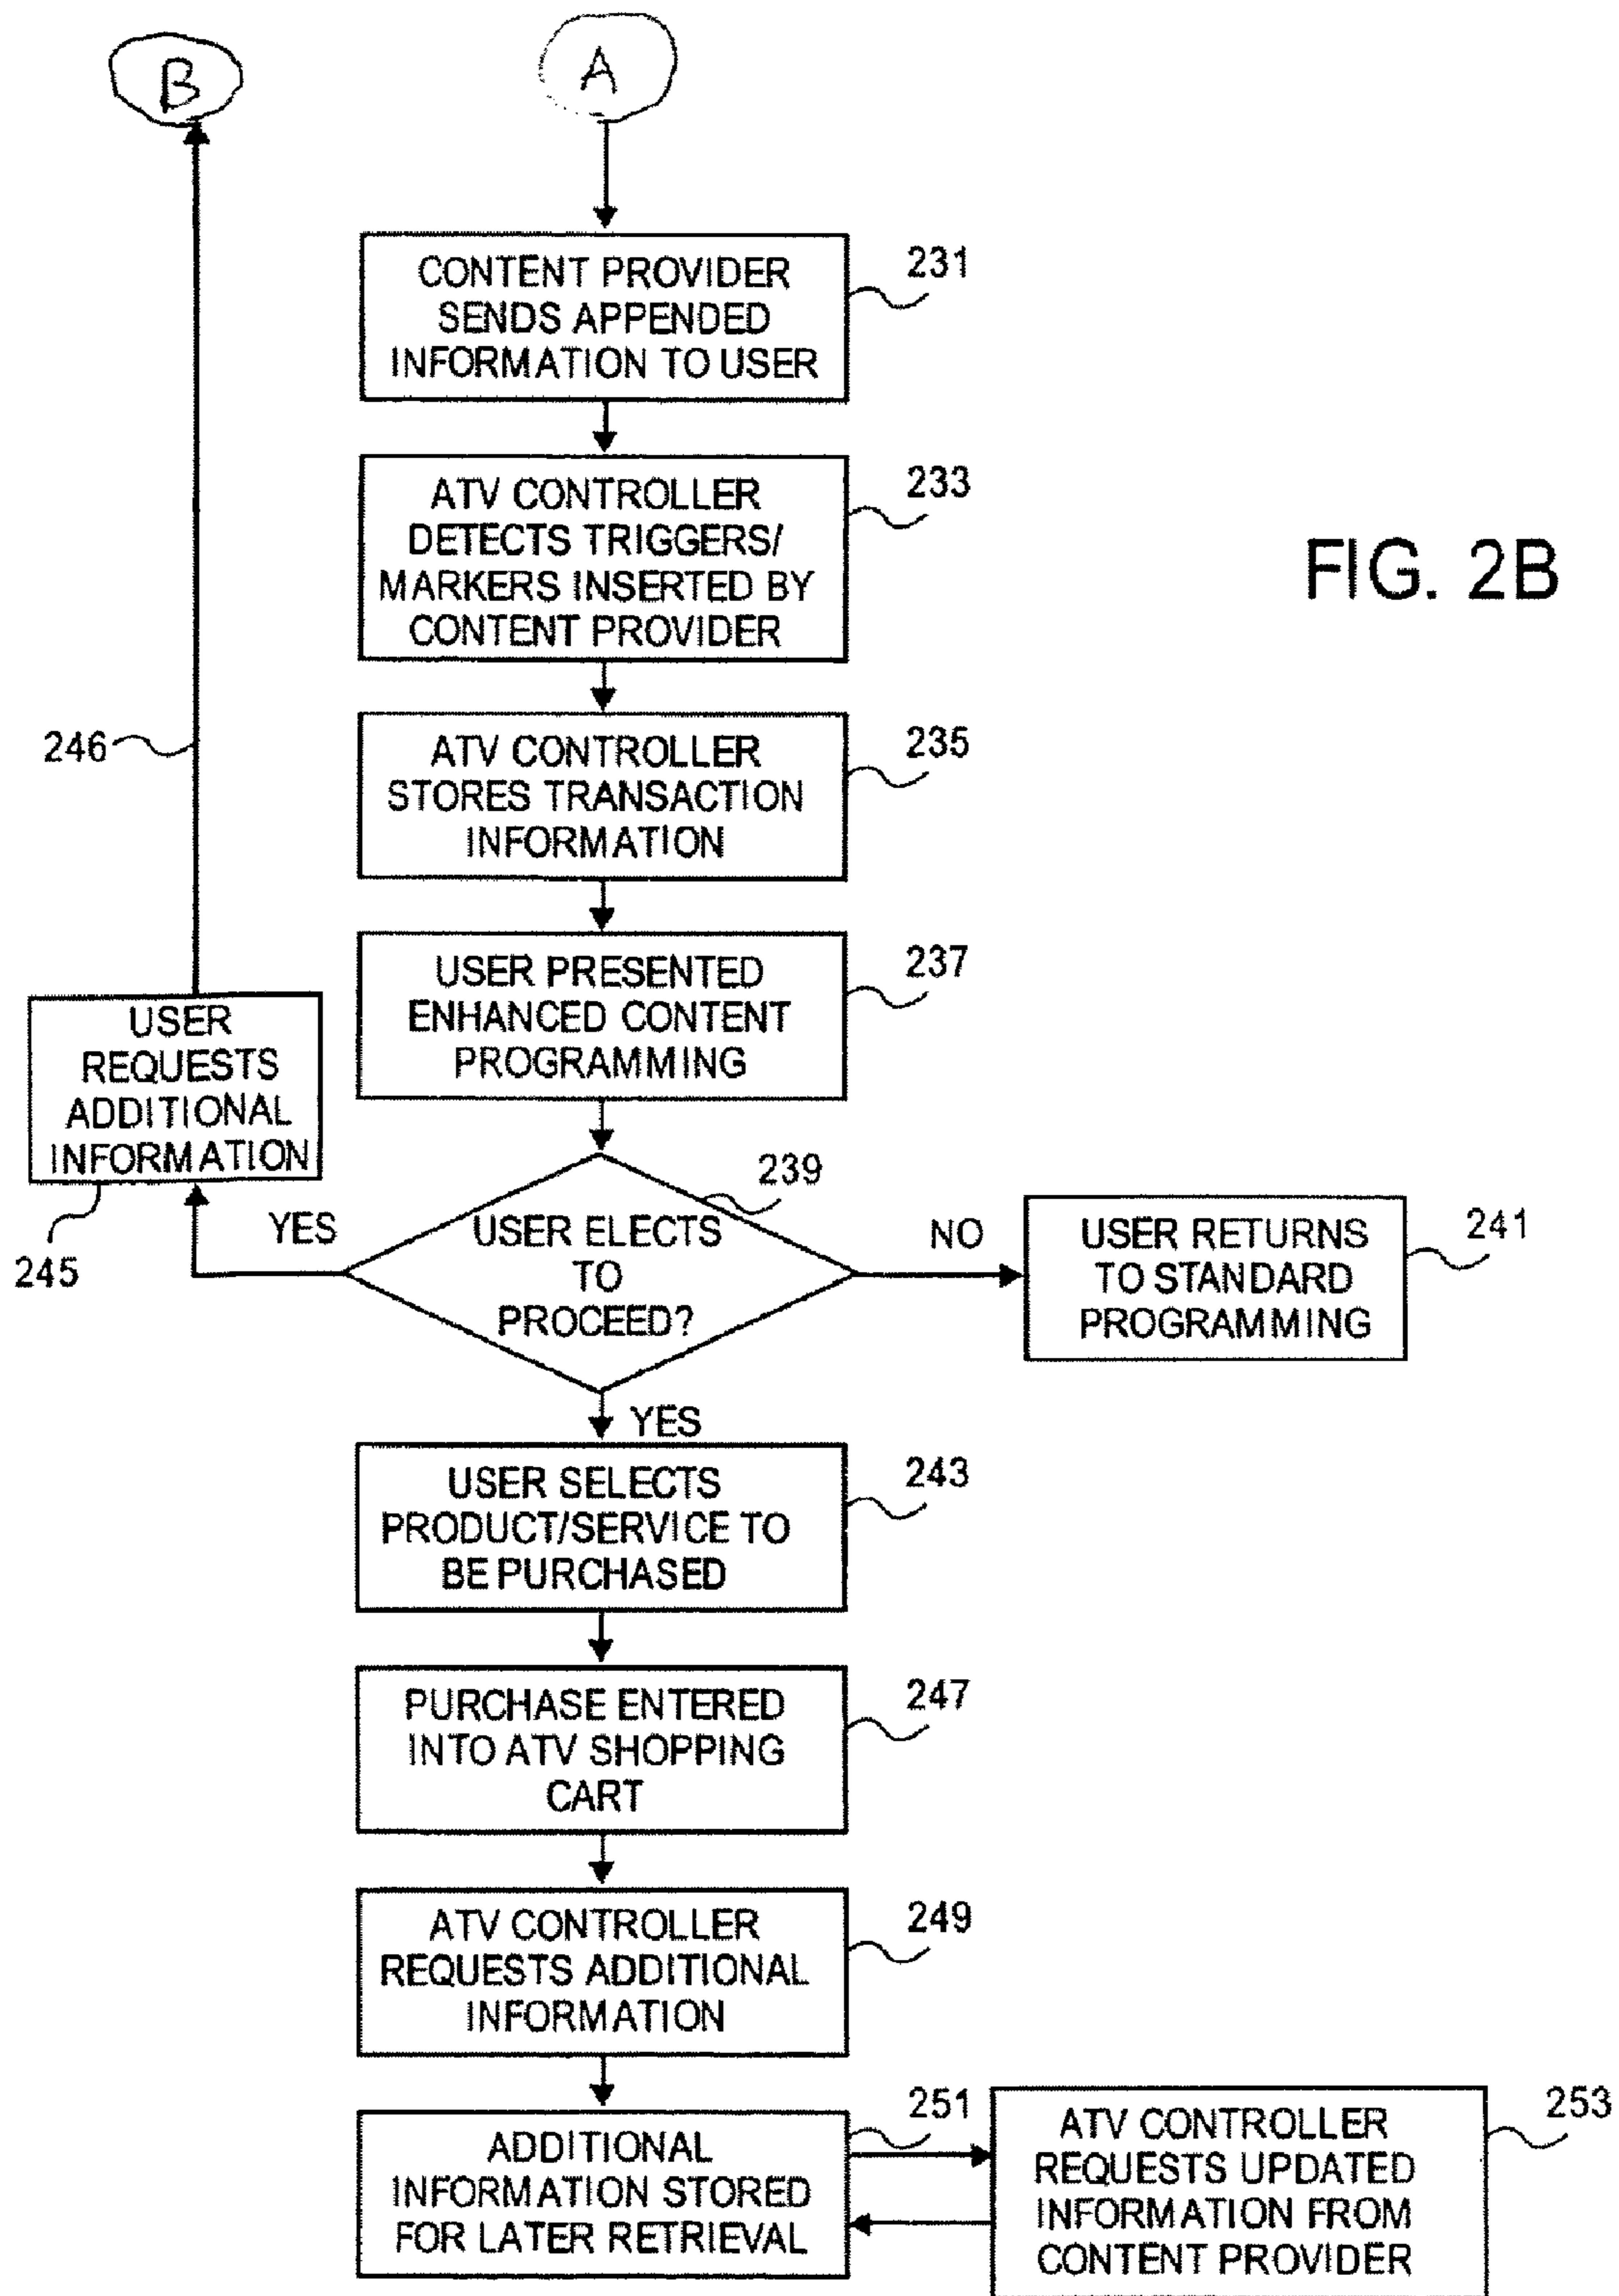 B
A
CONTENT PROVIDER
SENDS APPENDED
INFORMATION TO USER
231
ATV CONTROLLER
DETECTS TRIGGERS/
MARKERS INSERTED BY
CONTENT PROVIDER
233
FIG. 2B
246
ATV CONTROLLER
STORES TRANSACTION
INFORMATION
235
USER PRESENTED
ENHANCED CONTENT
PROGRAMMING
237
USER
REQUESTS
ADDITIONAL
INFORMATION
245
YES
USER ELECTS
TO
PROCEED?
239
NO
USER RETURNS
TO STANDARD
PROGRAMMING
241
YES
USER SELECTS
PRODUCT/SERVICE TO
BE PURCHASED
243
PURCHASE ENTERED
INTO ATV SHOPPING
CART
247
ATV CONTROLLER
REQUESTS ADDITIONAL
INFORMATION
249
ADDITIONAL
INFORMATION STORED
FOR LATER RETRIEVAL
251
ATV CONTROLLER
REQUESTS UPDATED
INFORMATION FROM
CONTENT PROVIDER
253